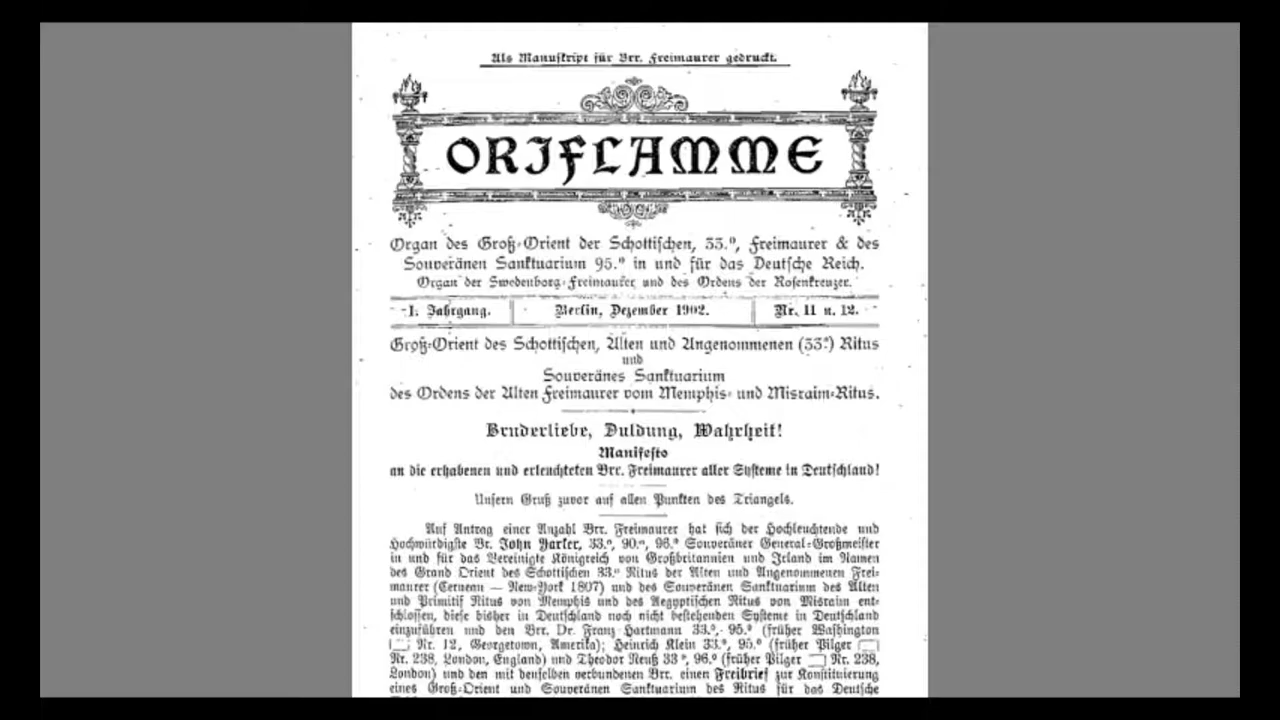 Als Manuskript für Brr. Freimaurer gedruckt.
ORIFLAMME
Organ des Groß-Orient der Schottischen, 33.º, Freimaurer & des
Souveränen Sanktuarium 95.º in und für das Deutsche Reich.
Organ der Swedenborg-Freimaurer und des Ordens der Rosenkreuzer.
1. Jahrgang. Berlin, Dezember 1902. Nr. 11 u. 12.
Groß-Orient des Schottischen, Alten und Angenommenen (33º) Ritus
und
Souveränes Sanktuarium
des Ordens der Alten Freimaurer vom Memphis- und Misraim-Ritus.
Bruderliebe, Duldung, Wahrheit!
Manifesto
an die erhabenen und erleuchteten Brr. Freimaurer aller Systeme in Deutschland!
Unsern Gruß zuvor auf allen Punkten des Triangels.
Auf Antrag einer Anzahl Brr. Freimaurer hat sich der Hochleuchtende und
Hochwürdigste Br. John Yarker, 33.º, 90.º, 96.º Souveräner General-Großmeister
in und für das Vereinigte Königreich von Großbritannien und Irland im Namen
des Grand Orient des Schottischen 33.º Ritus der Alten und Angenommenen Frei-
maurer (Cerneau — New-York 1807) und des Souveränen Sanktuarium des Alten
und Primitif Ritus von Memphis und des Aegyptischen Ritus von Misraim ent-
schlossen, diese bisher in Deutschland noch nicht bestehenden Systeme in Deutschland
einzuführen und den Brr. Dr. Franz Hartmann 33.º, 95.º (früher Washington
Nr. 12, Georgetown, Amerika); Heinrich Klein 33.º, 95.º (früher Pilger
Nr. 238, London, England) und Theodor Reuß 33º, 96.º (früher Pilger Nr. 238,
London) und den mit denselben verbundenen Brr. einen Freibrief zur Konstituierung
eines Groß-Orient und Souveränen Sanktuarium des Ritus für das Deutsche